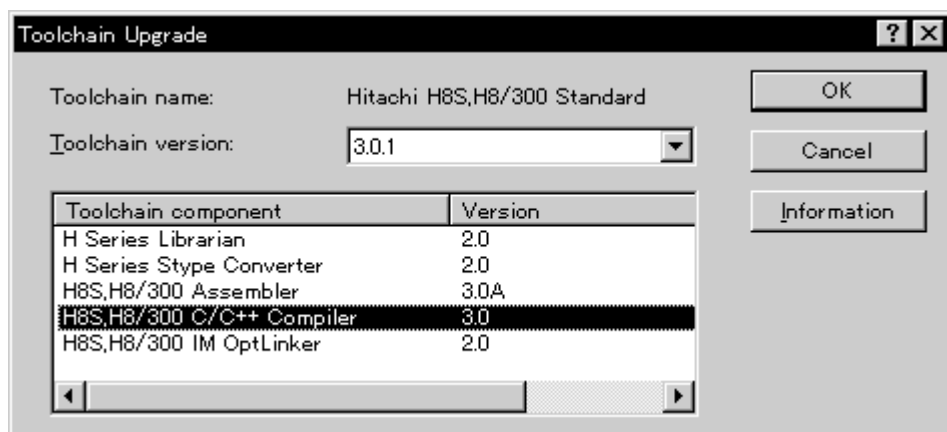 Toolchain Upgrade
Toolchain name: Hitachi H8S,H8/300 Standard
OK
Toolchain version: 3.0.1
Cancel
Toolchain component Version
Information
H Series Librarian 2.0
H Series Stype Converter 2.0
H8S,H8/300 Assembler 3.0A
H8S,H8/300 C/C++ Compiler 3.0
H8S,H8/300 IM OptLinker 2.0